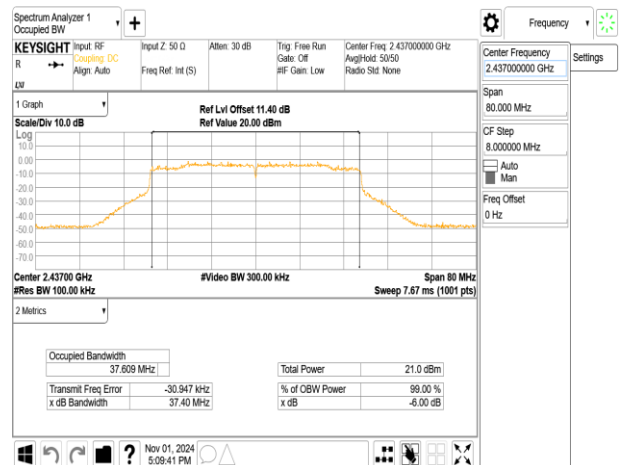 Spectrum Analyzer 1
Occupied BW
Frequency
KEYSIGHT Input: RF Input Z: 50 Ω Atten: 30 dB Trig: Free Run Center Freq: 2.437000000 GHz
Coupling: DC Gate: Off Avg|Hold: 50/50
R Align: Auto Freq Ref: Int (S) #IF Gain: Low Radio Std: None
LXI
Center Frequency
2.437000000 GHz
Settings
Span
80.000 MHz
CF Step
8.000000 MHz
Auto
Man
Freq Offset
0 Hz
1 Graph
Ref Lvl Offset 11.40 dB
Scale/Div 10.0 dB Ref Value 20.00 dBm
Log
10.0
0.00
-10.0
-20.0
-30.0
-40.0
-50.0
-60.0
-70.0
Center 2.43700 GHz #Video BW 300.00 kHz Span 80 MHz
#Res BW 100.00 kHz Sweep 7.67 ms (1001 pts)
2 Metrics
Occupied Bandwidth
37.609 MHz Total Power 21.0 dBm
Transmit Freq Error -30.947 kHz % of OBW Power 99.00 %
x dB Bandwidth 37.40 MHz x dB -6.00 dB
? Nov 01, 2024
5:09:41 PM